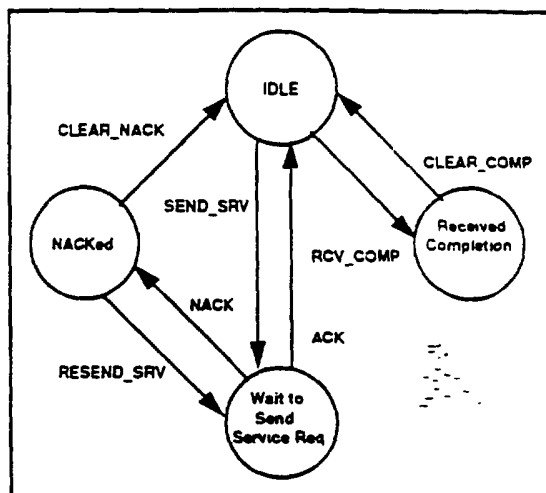 IDLE
CLEAR_NACK
CLEAR_COMP
SEND_SRV
NACKed
Received
Completion
RCV_COMP
NACK
ACK
RESEND_SRV
Wait to
Send
Service Req